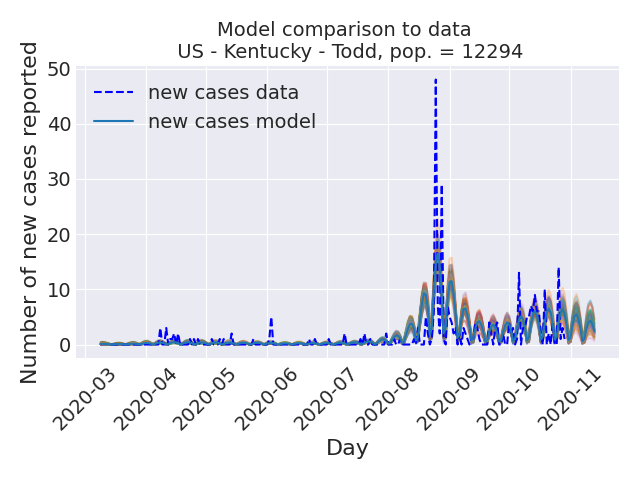 Model comparison to data
US - Kentucky - Todd, pop. = 12294
new cases data
new cases model
Number of new cases reported
50
40
30
20
10
0
2020-03
2020-04
2020-05
2020-06
2020-07
2020-08
2020-09
2020-10
2020-11
Day